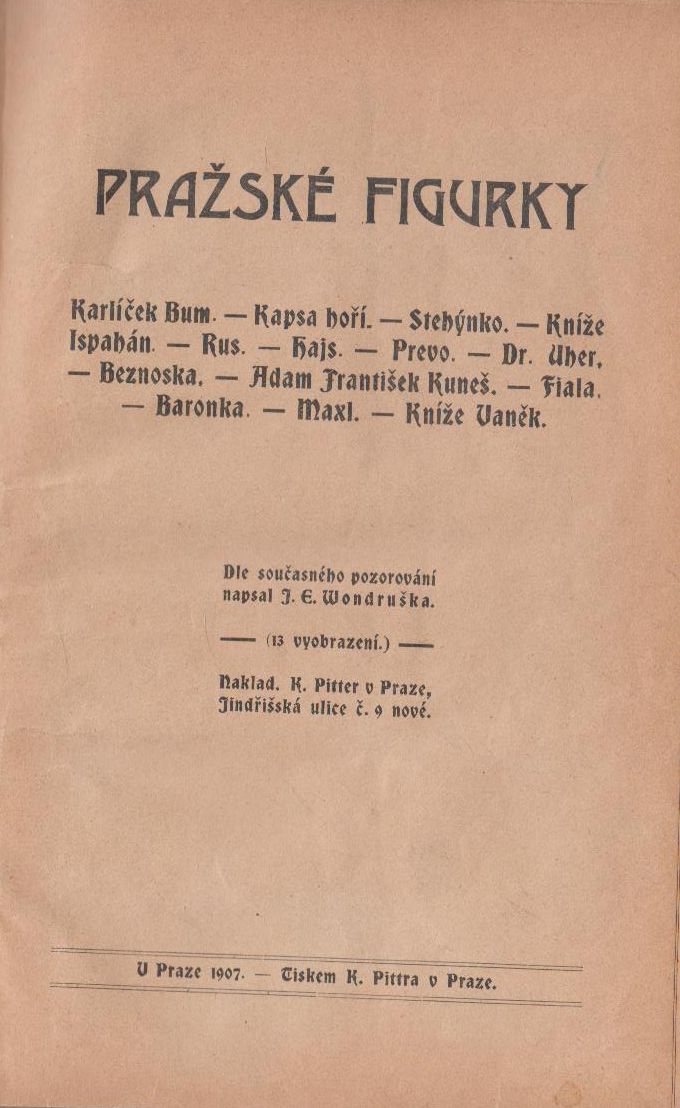 PRAŽSKÉ FIGURKY
Karlíček Bum. — Kapsa hoří. — Stehýnko. — Kníže
Ispahán. — Rus. — Hajs. — Prevo. — Dr. Uher.
— Beznoska. — Adam František Kuneš. — Fiala.
— Baronka. — Maxl. — Kníže Vaněk.
Dle současného pozorování
napsal J. E. Wondruška.
— (13 vyobrazení.) —
Naklad. K. Pitter v Praze,
Jindřišská ulice č. 9 nové.
V Praze 1907. — Tiskem K. Pittra v Praze.